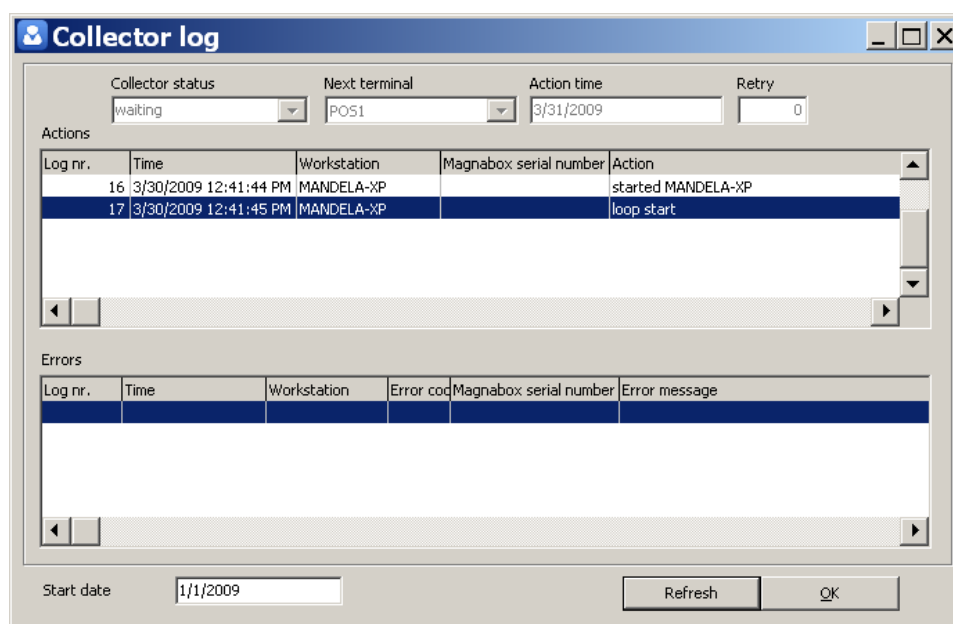 Collector log
Collector status Next terminal Action time Retry
waiting POS1 3/31/2009 0
Actions
Log nr. Time Workstation Magnabox serial number Action
16 3/30/2009 12:41:44 PM MANDELA-XP started MANDELA-XP
17 3/30/2009 12:41:45 PM MANDELA-XP loop start
Errors
Log nr. Time Workstation Error cod Magnabox serial number Error message
Start date 1/1/2009 Refresh OK